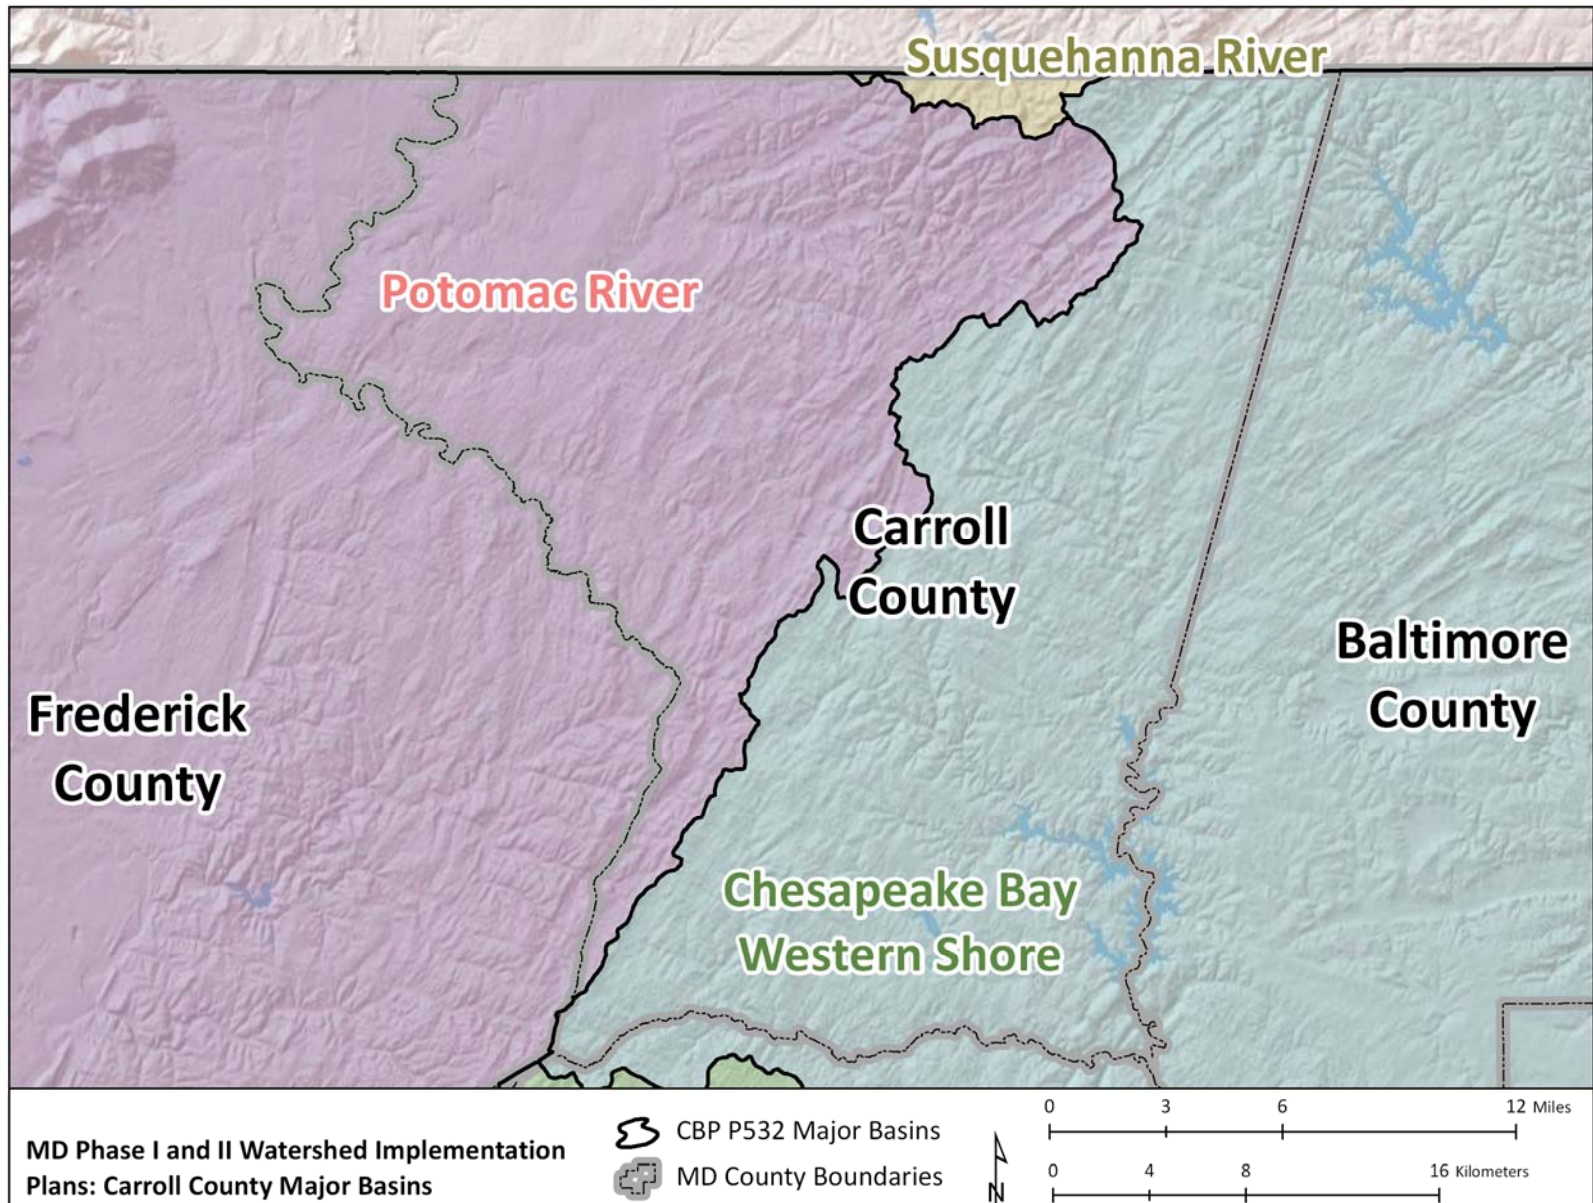 Susquehanna River
Potomac River
Carroll
County
Baltimore
County
Frederick
County
Chesapeake Bay
Western Shore
MD Phase I and II Watershed Implementation
Plans: Carroll County Major Basins
CBP P532 Major Basins
MD County Boundaries
N
0 3 6 12 Miles
0 4 8 16 Kilometers